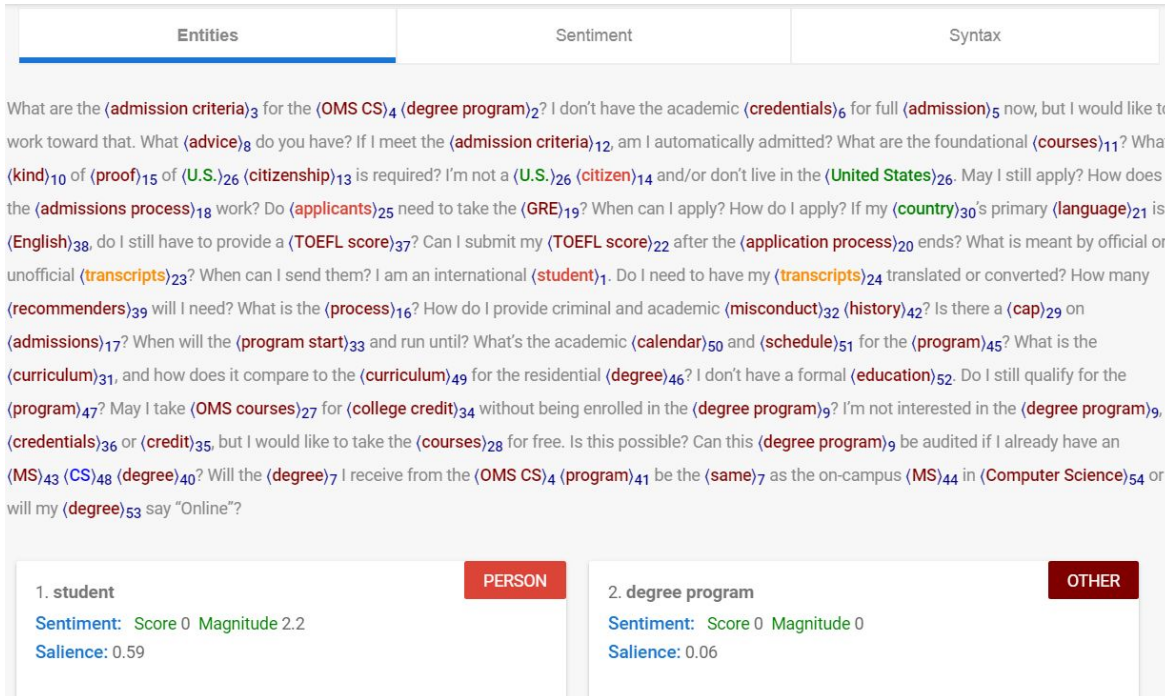 Entities Sentiment Syntax
What are the ⟨admission criteria⟩3 for the ⟨OMS CS⟩4 ⟨degree program⟩2? I don’t have the academic ⟨credentials⟩6 for full ⟨admission⟩5 now, but I would like to
work toward that. What ⟨advice⟩8 do you have? If I meet the ⟨admission criteria⟩12, am I automatically admitted? What are the foundational ⟨courses⟩11? What
⟨kind⟩10 of ⟨proof⟩15 of ⟨U.S.⟩26 ⟨citizenship⟩13 is required? I’m not a ⟨U.S.⟩26 ⟨citizen⟩14 and/or don’t live in the ⟨United States⟩26. May I still apply? How does
the ⟨admissions process⟩18 work? Do ⟨applicants⟩25 need to take the ⟨GRE⟩19? When can I apply? How do I apply? If my ⟨country⟩30’s primary ⟨language⟩21 is
⟨English⟩38, do I still have to provide a ⟨TOEFL score⟩37? Can I submit my ⟨TOEFL score⟩22 after the ⟨application process⟩20 ends? What is meant by official or
unofficial ⟨transcripts⟩23? When can I send them? I am an international ⟨student⟩1. Do I need to have my ⟨transcripts⟩24 translated or converted? How many
⟨recommenders⟩39 will I need? What is the ⟨process⟩16? How do I provide criminal and academic ⟨misconduct⟩32 ⟨history⟩42? Is there a ⟨cap⟩29 on
⟨admissions⟩17? When will the ⟨program start⟩33 and run until? What’s the academic ⟨calendar⟩50 and ⟨schedule⟩51 for the ⟨program⟩45? What is the
⟨curriculum⟩31, and how does it compare to the ⟨curriculum⟩49 for the residential ⟨degree⟩46? I don’t have a formal ⟨education⟩52. Do I still qualify for the
⟨program⟩47? May I take ⟨OMS courses⟩27 for ⟨college credit⟩34 without being enrolled in the ⟨degree program⟩9? I’m not interested in the ⟨degree program⟩9,
⟨credentials⟩36 or ⟨credit⟩35, but I would like to take the ⟨courses⟩28 for free. Is this possible? Can this ⟨degree program⟩9 be audited if I already have an
⟨MS⟩43 ⟨CS⟩48 ⟨degree⟩40? Will the ⟨degree⟩7 I receive from the ⟨OMS CS⟩4 ⟨program⟩41 be the ⟨same⟩7 as the on-campus ⟨MS⟩44 in ⟨Computer Science⟩54 or
will my ⟨degree⟩53 say “Online”?
1. student PERSON
Sentiment: Score 0 Magnitude 2.2
Salience: 0.59
2. degree program OTHER
Sentiment: Score 0 Magnitude 0
Salience: 0.06